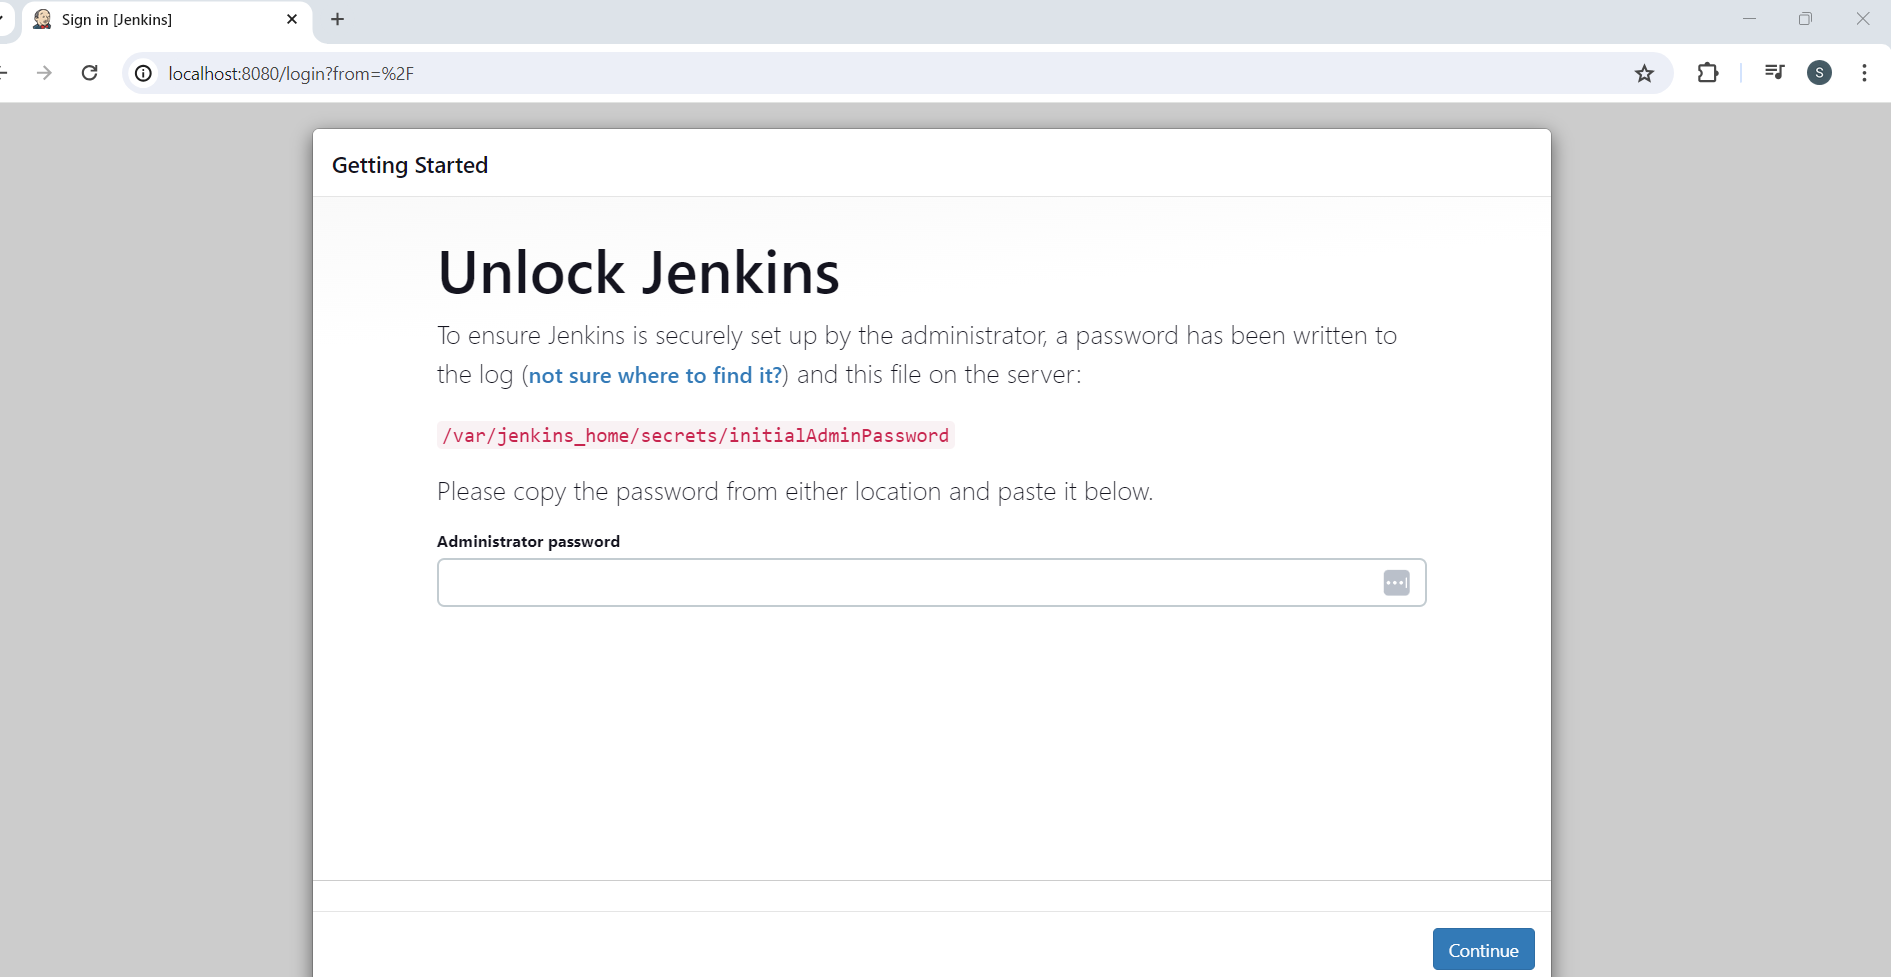 Sign in [Jenkins]
localhost:8080/login?from=%2F
S
Getting Started
Unlock Jenkins
To ensure Jenkins is securely set up by the administrator, a password has been written to
the log (not sure where to find it?) and this file on the server:
/var/jenkins_home/secrets/initialAdminPassword
Please copy the password from either location and paste it below.
Administrator password
Continue